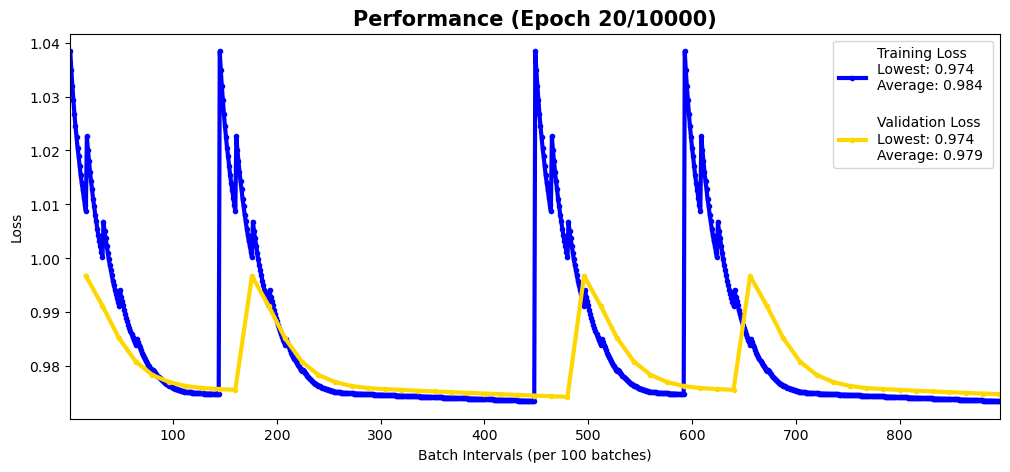 Performance (Epoch 20/10000)
1.04
1.03
1.02
1.01
1.00
0.99
0.98
Loss
Training Loss
Lowest: 0.974
Average: 0.984
Validation Loss
Lowest: 0.974
Average: 0.979
100 200 300 400 500 600 700 800
Batch Intervals (per 100 batches)